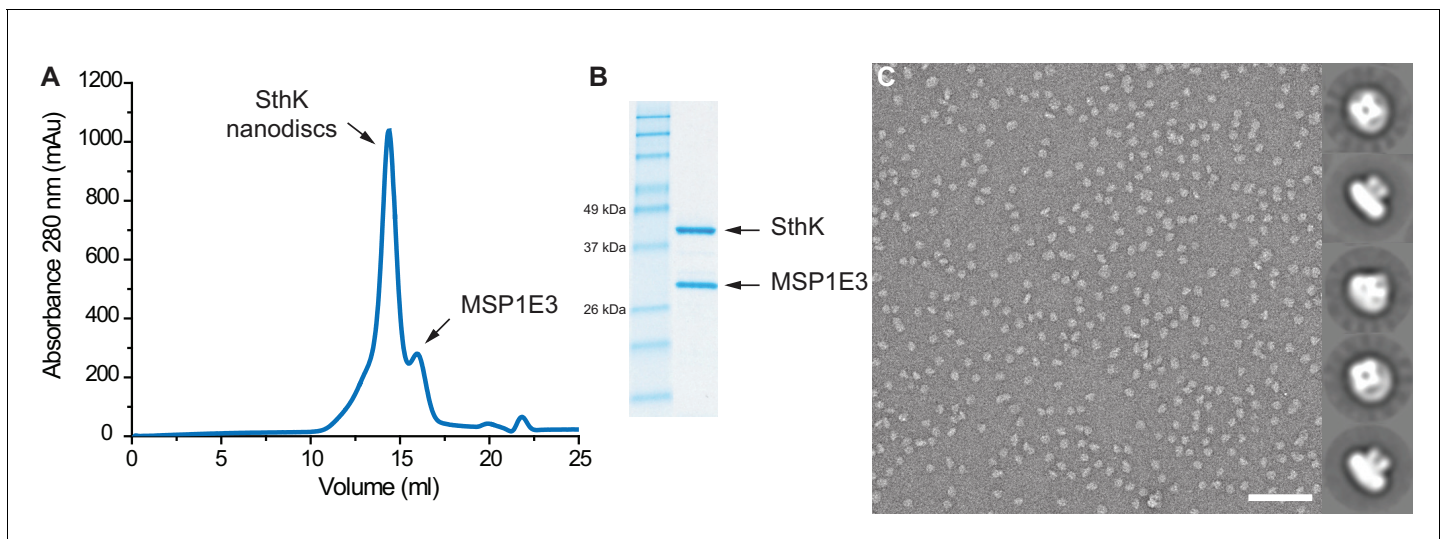 A
1200
1000
800
600
400
200
0
Absorbance 280 nm (mAu)
SthK
nanodiscs
MSP1E3
0 5 10 15 20 25
Volume (ml)
B
49 kDa
37 kDa
26 kDa
SthK
MSP1E3
C